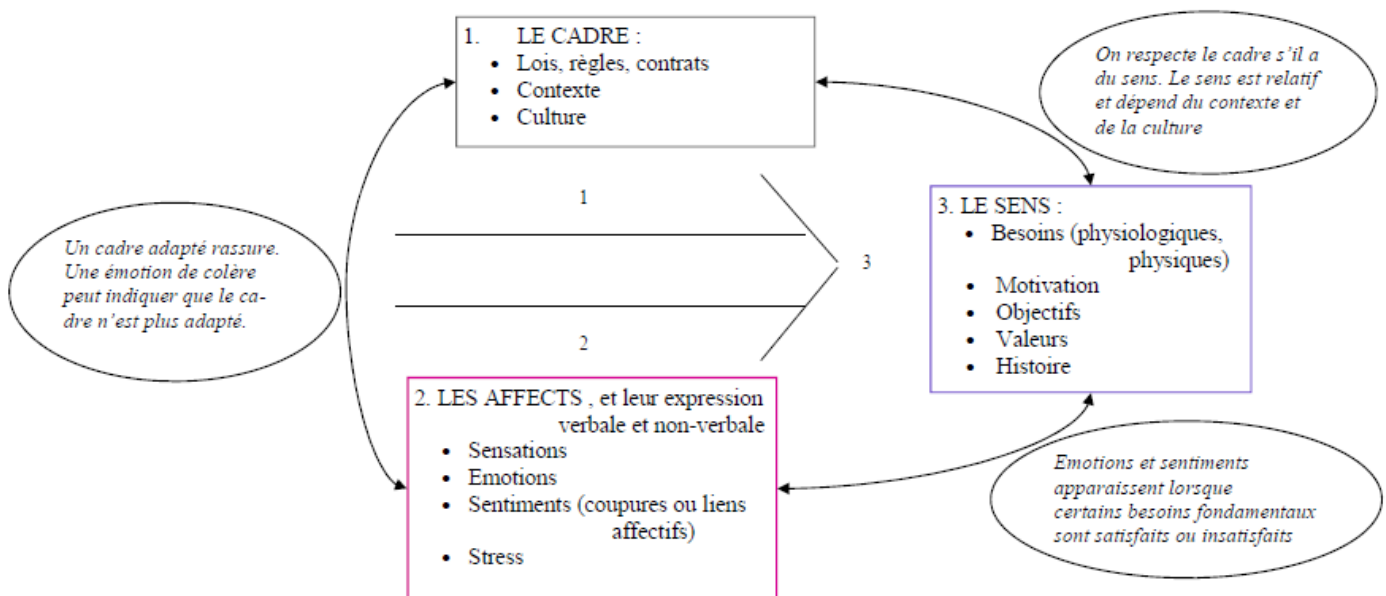 1. LE CADRE :
• Lois, règles, contrats
• Contexte
• Culture
On respecte le cadre s’il a
du sens. Le sens est relatif
et dépend du contexte et
de la culture
1
3
2
Un cadre adapté rassure.
Une émotion de colère
peut indiquer que le ca-
dre n’est plus adapté.
3. LE SENS :
• Besoins (physiologiques,
physiques)
• Motivation
• Objectifs
• Valeurs
• Histoire
2. LES AFFECTS , et leur expression
verbale et non-verbale
• Sensations
• Emotions
• Sentiments (coupures ou liens
affectifs)
• Stress
Emotions et sentiments
apparaissent lorsque
certains besoins fondamentaux
sont satisfaits ou insatisfaits